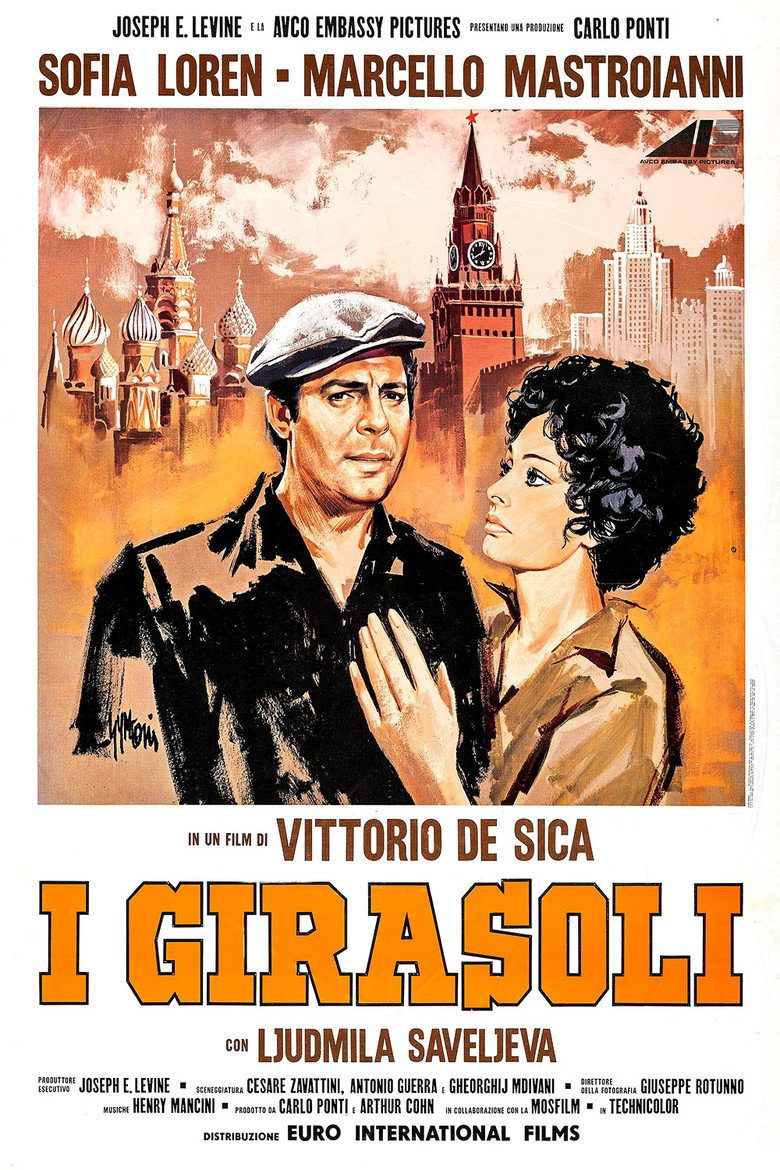 JOSEPH E. LEVINE E LA AVCO EMBASSY PICTURES PRESENTANO UNA PRODUZIONE CARLO PONTI
SOFIA LOREN - MARCELLO MASTROIANNI
AVCO EMBASSY PICTURES
IN UN FILM DI VITTORIO DE SICA
I GIRASOLI
CON LJUDMILA SAVELJEVA
PRODUTTORE ESECUTIVO JOSEPH E. LEVINE ▪ SCENEGGIATURA CESARE ZAVATTINI, ANTONIO GUERRA E GHEORGHIJ MDIVANI ▪ DIRETTORE DELLA FOTOGRAFIA GIUSEPPE ROTUNNO
MUSICHE HENRY MANCINI ▪ PRODOTTO DA CARLO PONTI E ARTHUR COHN IN COLLABORAZIONE CON LA MOSFILM ▪ IN TECHNICOLOR
DISTRIBUZIONE EURO INTERNATIONAL FILMS